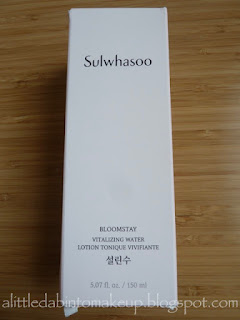 Sulwhasoo
BLOOMSTAY
VITALIZING WATER
LOTION TONIQUE VIVIFIANTE
설린수
5.07 fl. oz. / 150 ml
alittledabintomakeup.blogspot.com